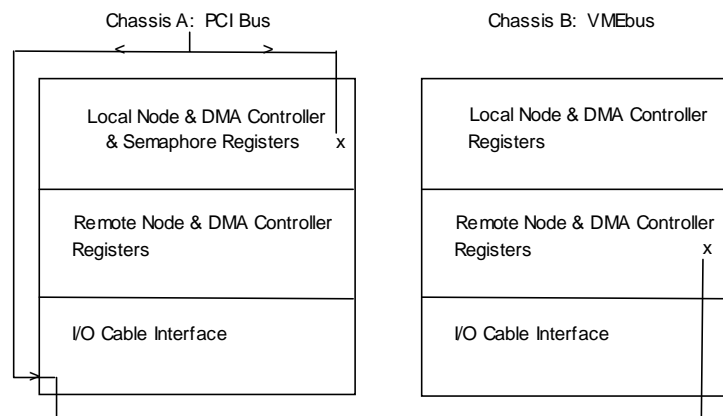 Chassis A: PCI Bus
Local Node & DMA Controller
& Semaphore Registers x
Remote Node & DMA Controller
Registers
I/O Cable Interface
Chassis B: VMEbus
Local Node & DMA Controller
Registers
Remote Node & DMA Controller
Registers x
I/O Cable Interface